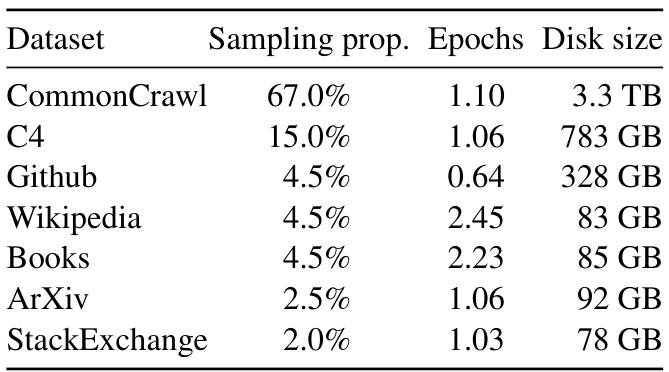 Dataset Sampling prop. Epochs Disk size
CommonCrawl 67.0% 1.10 3.3 TB
C4 15.0% 1.06 783 GB
Github 4.5% 0.64 328 GB
Wikipedia 4.5% 2.45 83 GB
Books 4.5% 2.23 85 GB
ArXiv 2.5% 1.06 92 GB
StackExchange 2.0% 1.03 78 GB